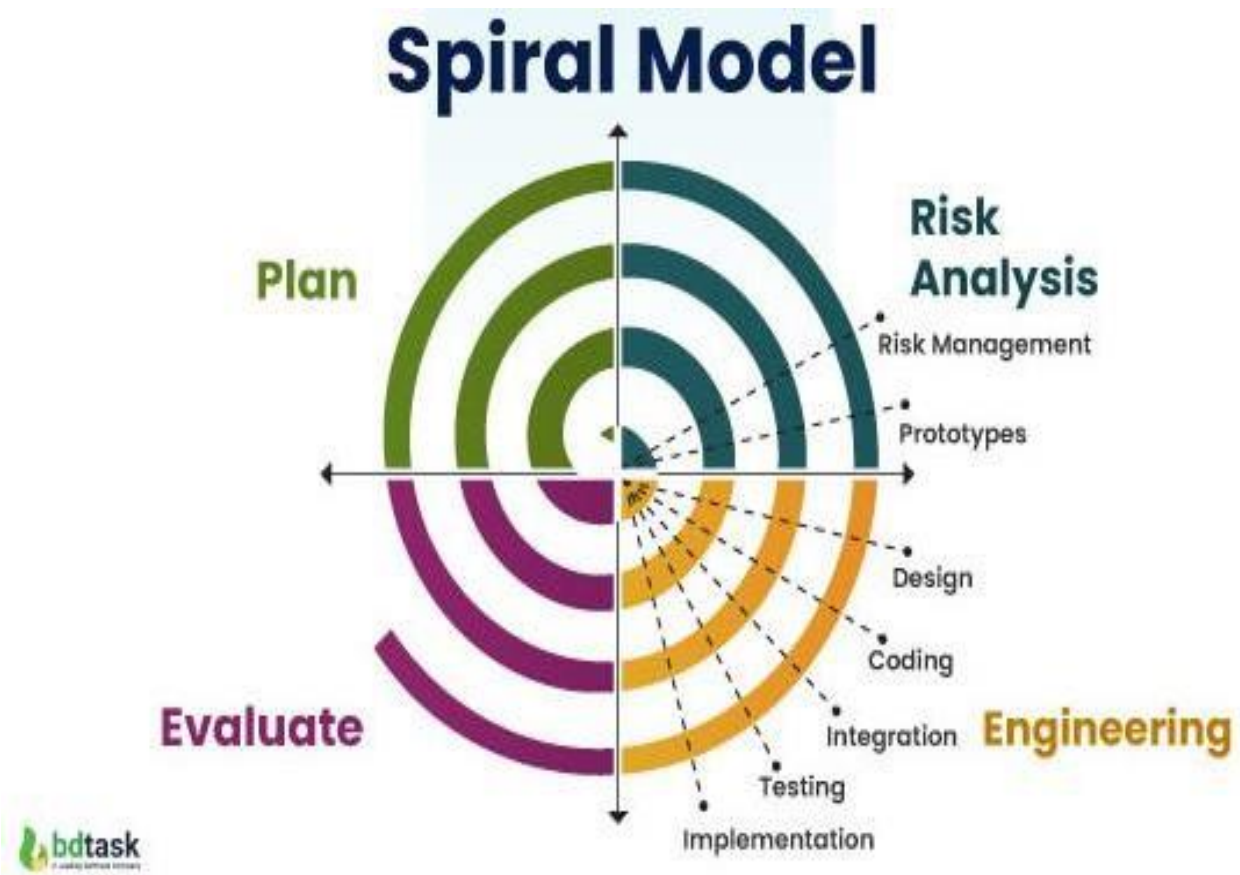 Spiral Model
Plan
Risk
Analysis
Risk Management
Prototypes
Design
Coding
Integration
Testing
Implementation
Engineering
Evaluate
bdtask